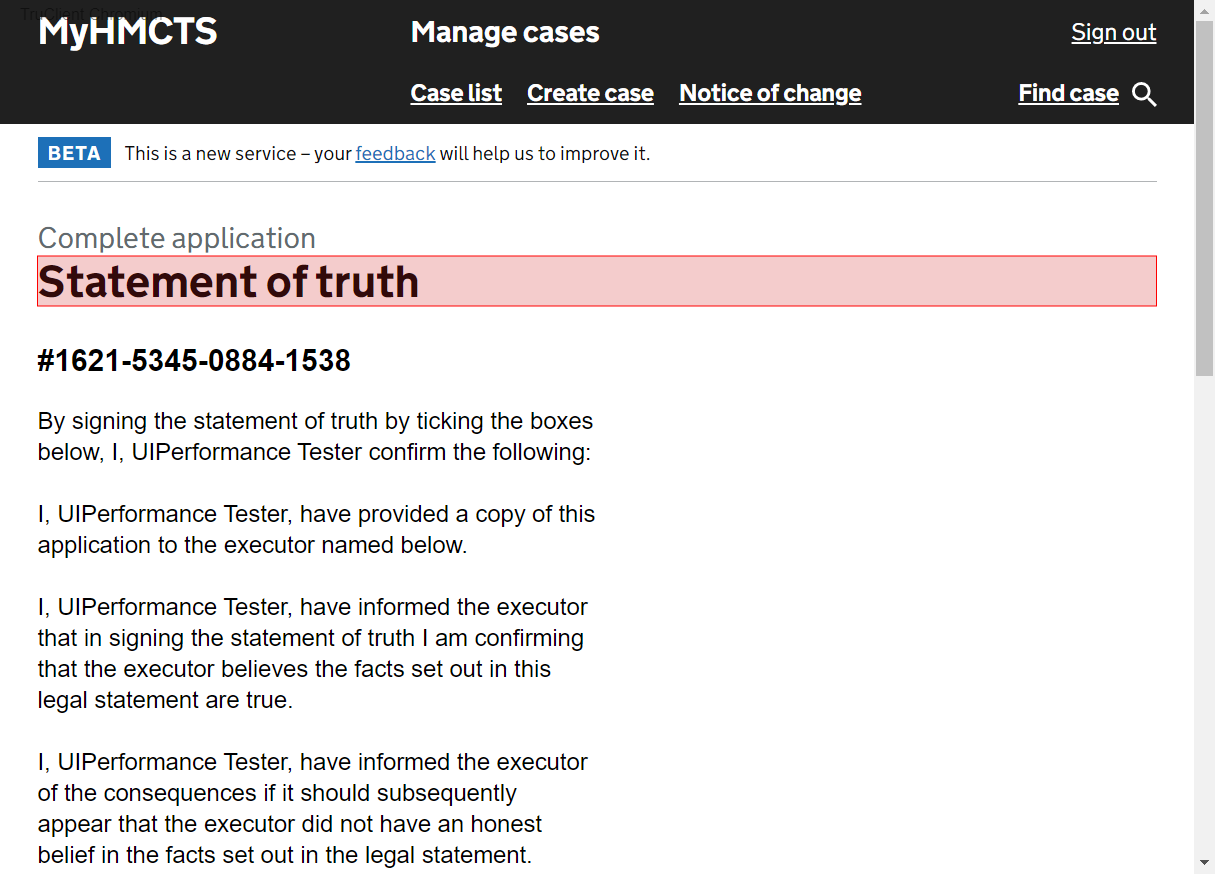 TruClient Chromium
MyHMCTS
Manage cases
Sign out
Case list
Create case
Notice of change
Find case
BETA This is a new service – your feedback will help us to improve it.
Complete application
Statement of truth
#1621-5345-0884-1538
By signing the statement of truth by ticking the boxes
below, I, UIPerformance Tester confirm the following:
I, UIPerformance Tester, have provided a copy of this
application to the executor named below.
I, UIPerformance Tester, have informed the executor
that in signing the statement of truth I am confirming
that the executor believes the facts set out in this
legal statement are true.
I, UIPerformance Tester, have informed the executor
of the consequences if it should subsequently
appear that the executor did not have an honest
belief in the facts set out in the legal statement.